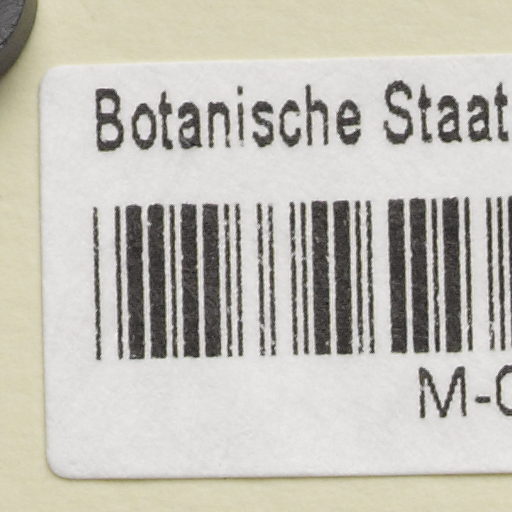 Botanische Staat
M-